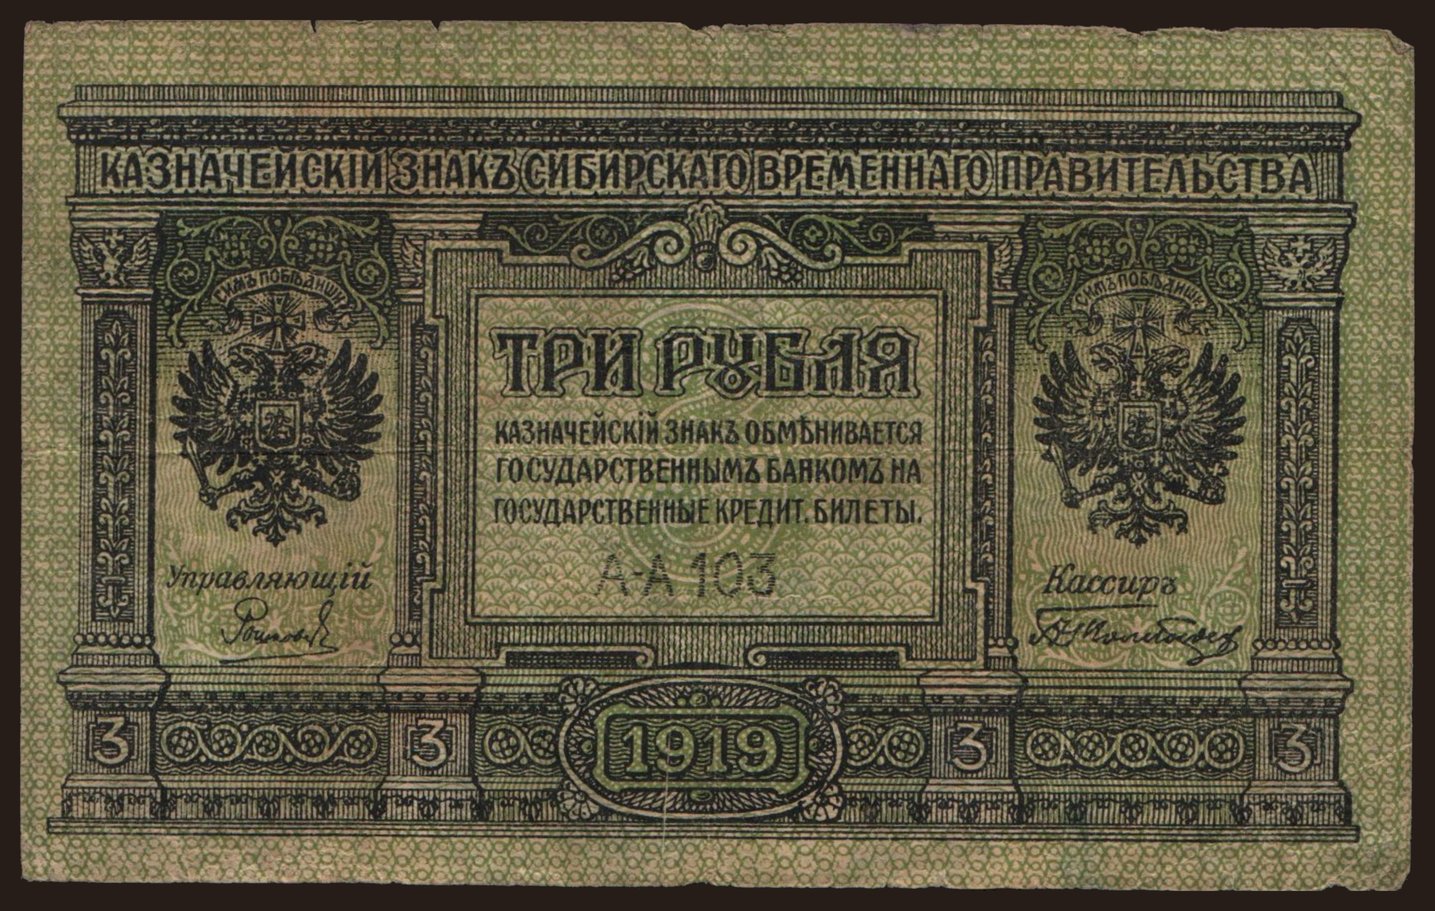 КАЗНАЧЕЙСКІЙ ЗНАКЪ СИБИРСКАГО ВРЕМЕННАГО ПРАВИТЕЛЬСТВА
СИМЪ ПОБѢДИШИ
СИМЪ ПОБѢДИШИ
ТРИ РУБЛЯ
КАЗНАЧЕЙСКІЙ ЗНАКЪ ОБМѢНИВАЕТСЯ
ГОСУДАРСТВЕННЫМЪ БАНКОМЪ НА
ГОСУДАРСТВЕННЫЕ КРЕДИТ. БИЛЕТЫ.
А-А 103
Управляющій
Кассиръ
3 3 1919 3 3